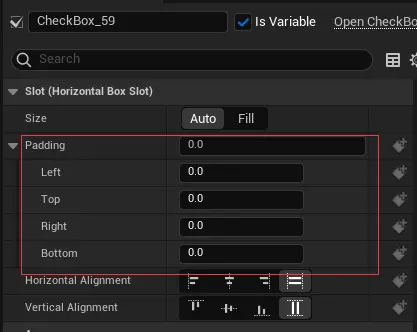 CheckBox_59 Is Variable Open CheckBo
Search
Slot (Horizontal Box Slot)
Size Auto Fill
Padding 0.0
Left 0.0
Top 0.0
Right 0.0
Bottom 0.0
Horizontal Alignment
Vertical Alignment